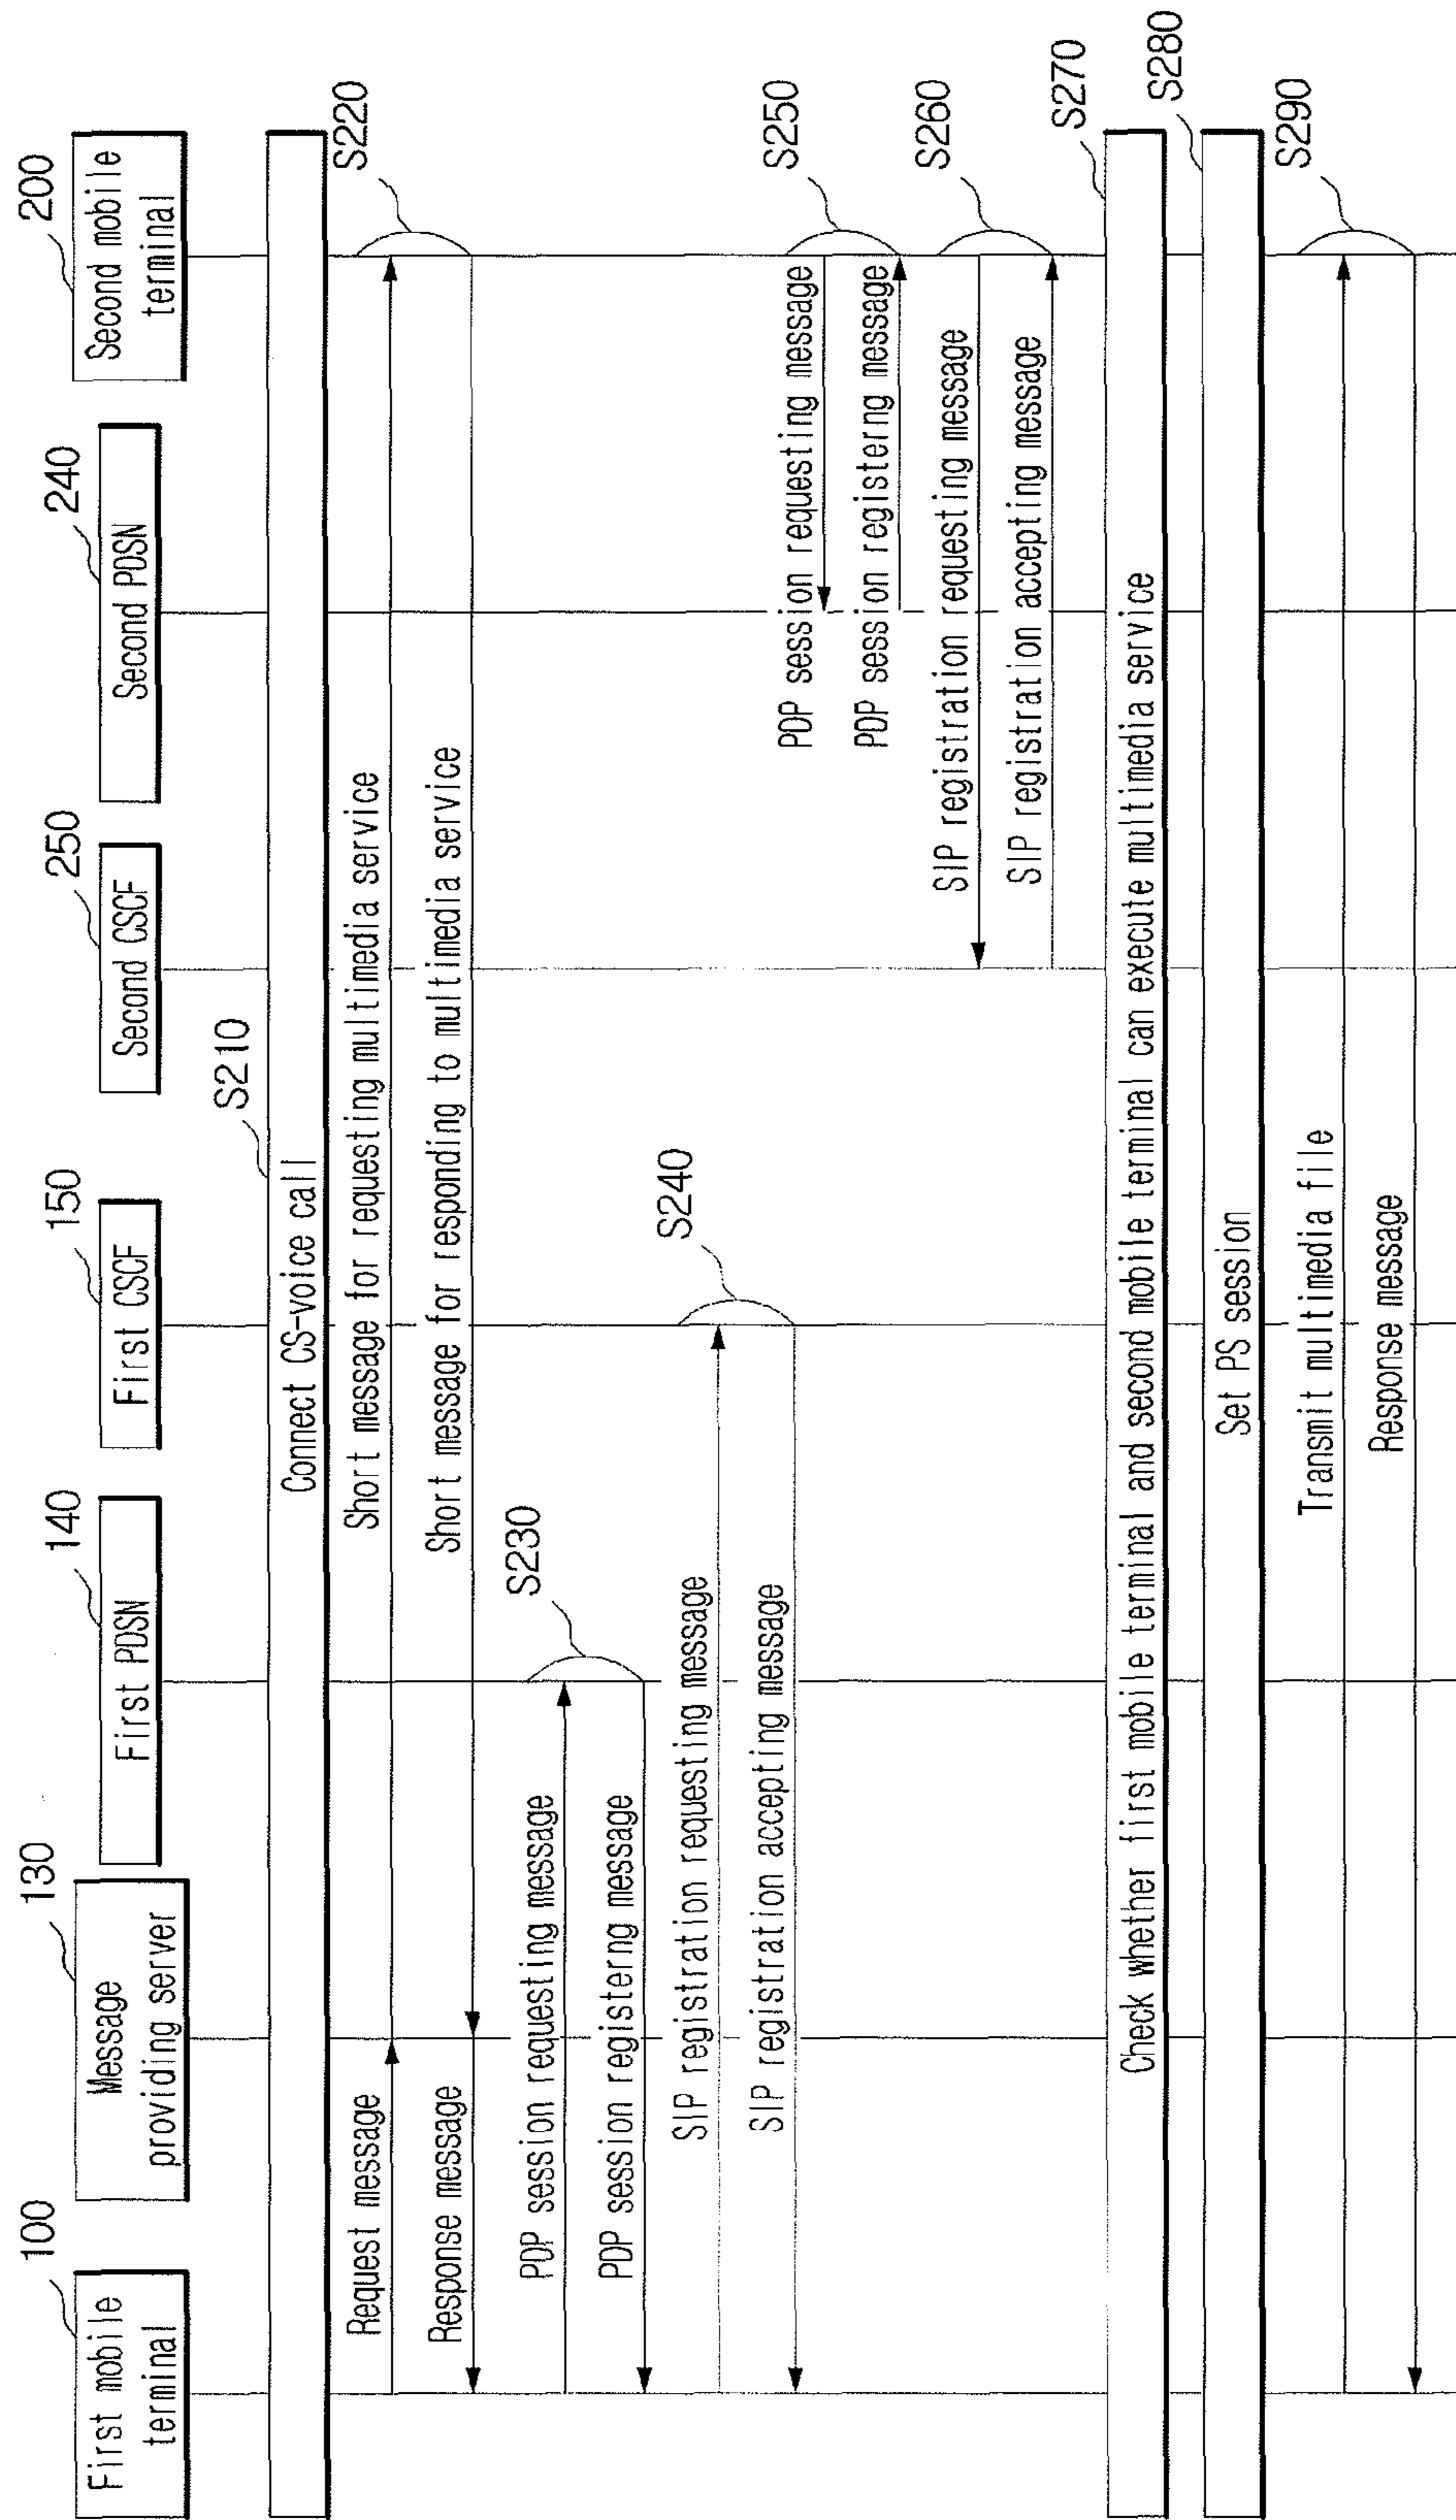 100
First mobile
terminal
130
Message
providing server
140
First PDSN
150
First CSCF
250
Second CSCF
240
Second PDSN
200
Second mobile
terminal
S210
Connect CS-voice call
Request message
Short message for requesting multimedia service
S220
Response message
Short message for responding to multimedia service
PDP session requesting message
S230
PDP session registerng message
SIP registration requesting message
S240
SIP registration accepting message
PDP session requesting message
S250
PDP session registerng message
SIP registration requesting message
S260
SIP registration accepting message
S270
Check whether first mobile terminal and second mobile terminal can execute multimedia service
S280
Set PS session
Transmit multimedia file
S290
Response message